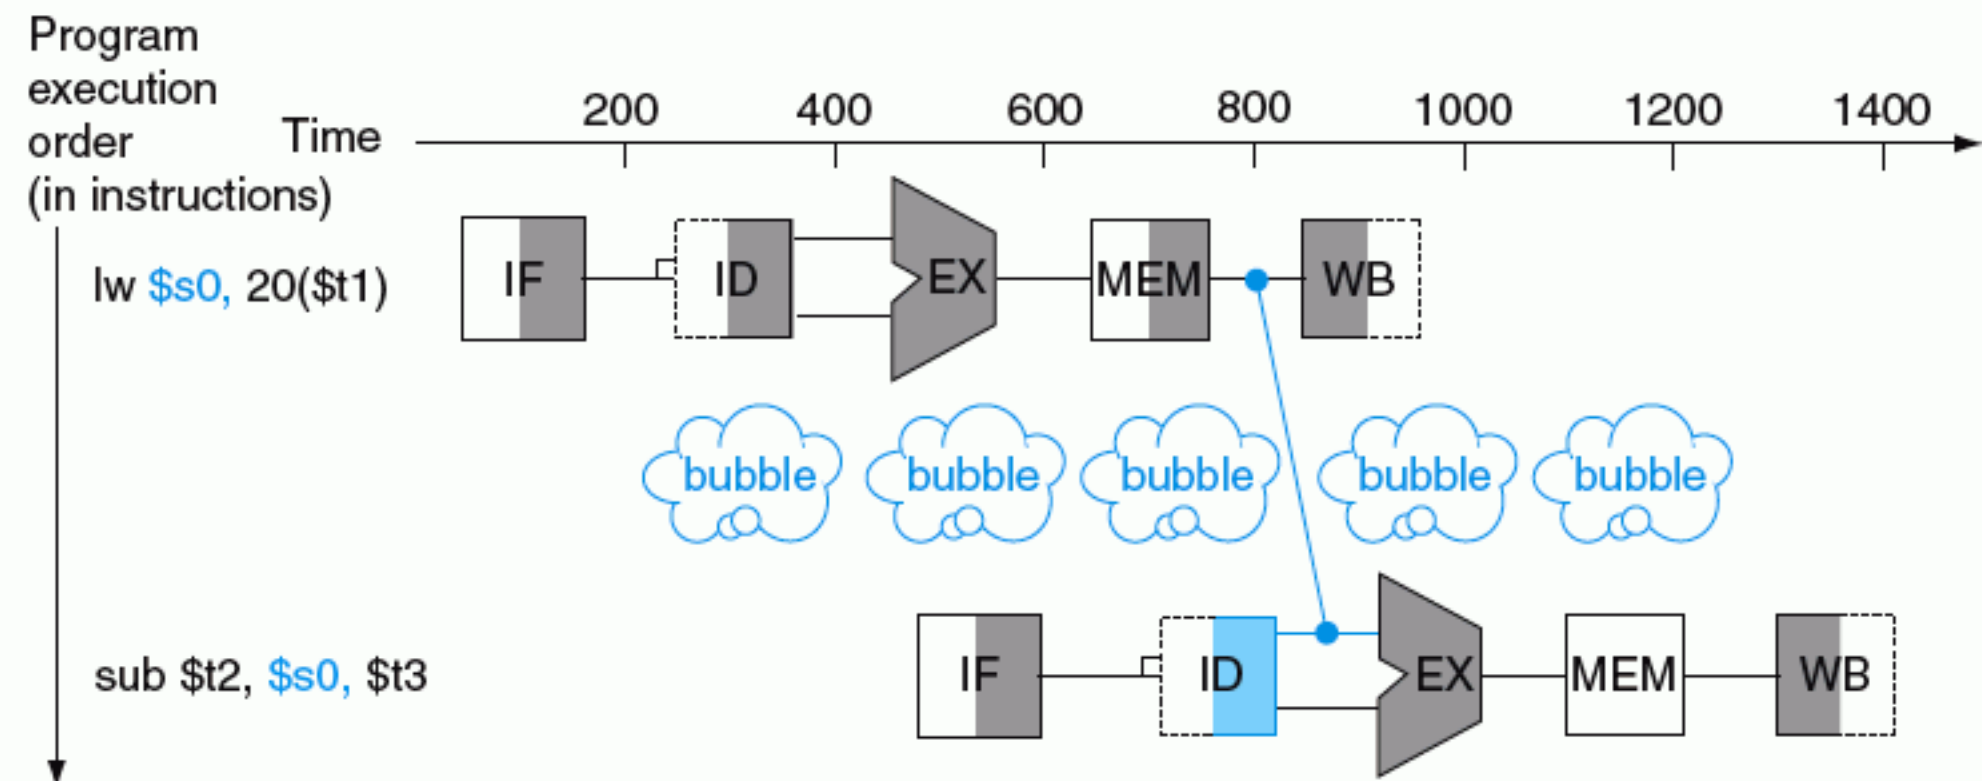 Program
execution
order
(in instructions)
Time
200 400 600 800 1000 1200 1400
lw $s0, 20($t1)
IF ID EX MEM WB
bubble bubble bubble bubble bubble
sub $t2, $s0, $t3
IF ID EX MEM WB